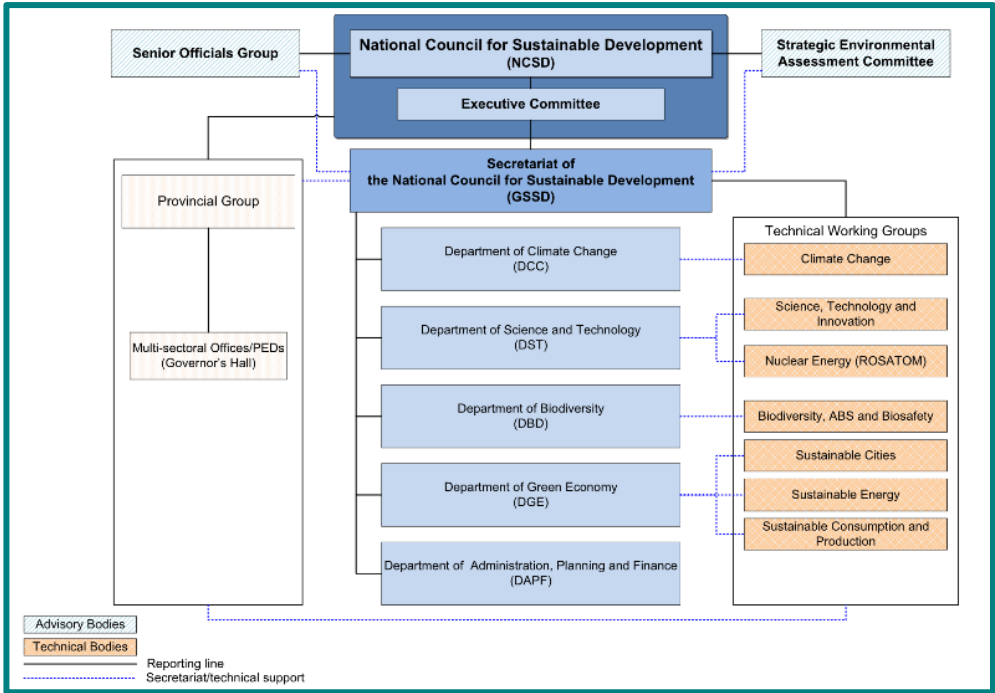 Senior Officials Group
National Council for Sustainable Development
(NCSD)
Strategic Environmental
Assessment Committee
Executive Committee
Secretariat of
the National Council for Sustainable Development
(GSSD)
Provincial Group
Multi-sectoral Offices/PEDs
(Governor's Hall)
Department of Climate Change
(DCC)
Department of Science and Technology
(DST)
Department of Biodiversity
(DBD)
Department of Green Economy
(DGE)
Department of Administration, Planning and Finance
(DAPF)
Technical Working Groups
Climate Change
Science, Technology and
Innovation
Nuclear Energy (ROSATOM)
Biodiversity, ABS and Biosafety
Sustainable Cities
Sustainable Energy
Sustainable Consumption and
Production
Advisory Bodies
Technical Bodies
Reporting line
Secretariat/technical support